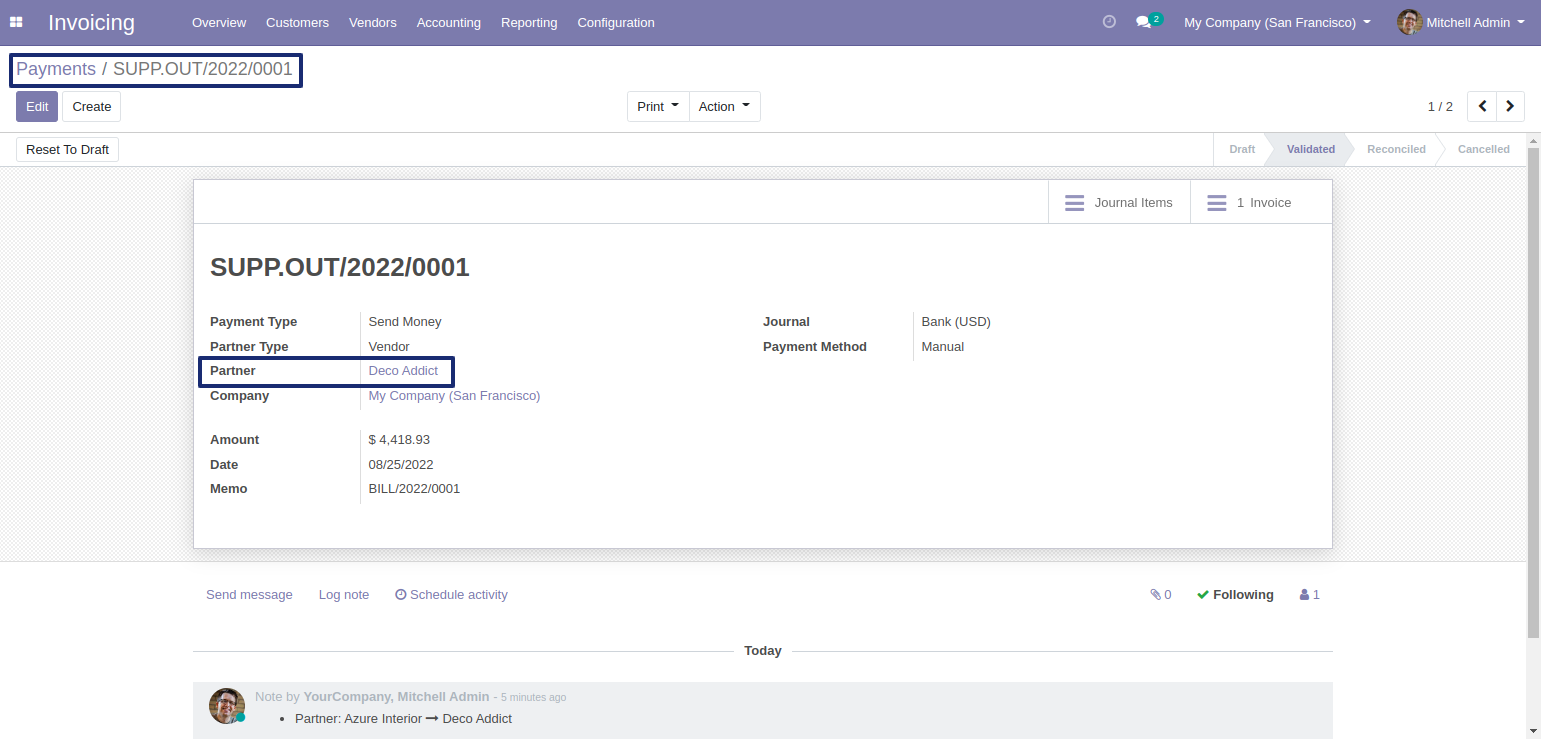 Invoicing Overview Customers Vendors Accounting Reporting Configuration 2 My Company (San Francisco) Mitchell Admin
Payments / SUPP.OUT/2022/0001
Edit Create Print Action 1 / 2
Reset To Draft Draft Validated Reconciled Cancelled
Journal Items 1 Invoice
SUPP.OUT/2022/0001
Payment Type Send Money Journal Bank (USD)
Partner Type Vendor Payment Method Manual
Partner Deco Addict
Company My Company (San Francisco)
Amount $ 4,418.93
Date 08/25/2022
Memo BILL/2022/0001
Send message Log note Schedule activity 0 Following 1
Today
Note by YourCompany, Mitchell Admin - 5 minutes ago
• Partner: Azure Interior → Deco Addict